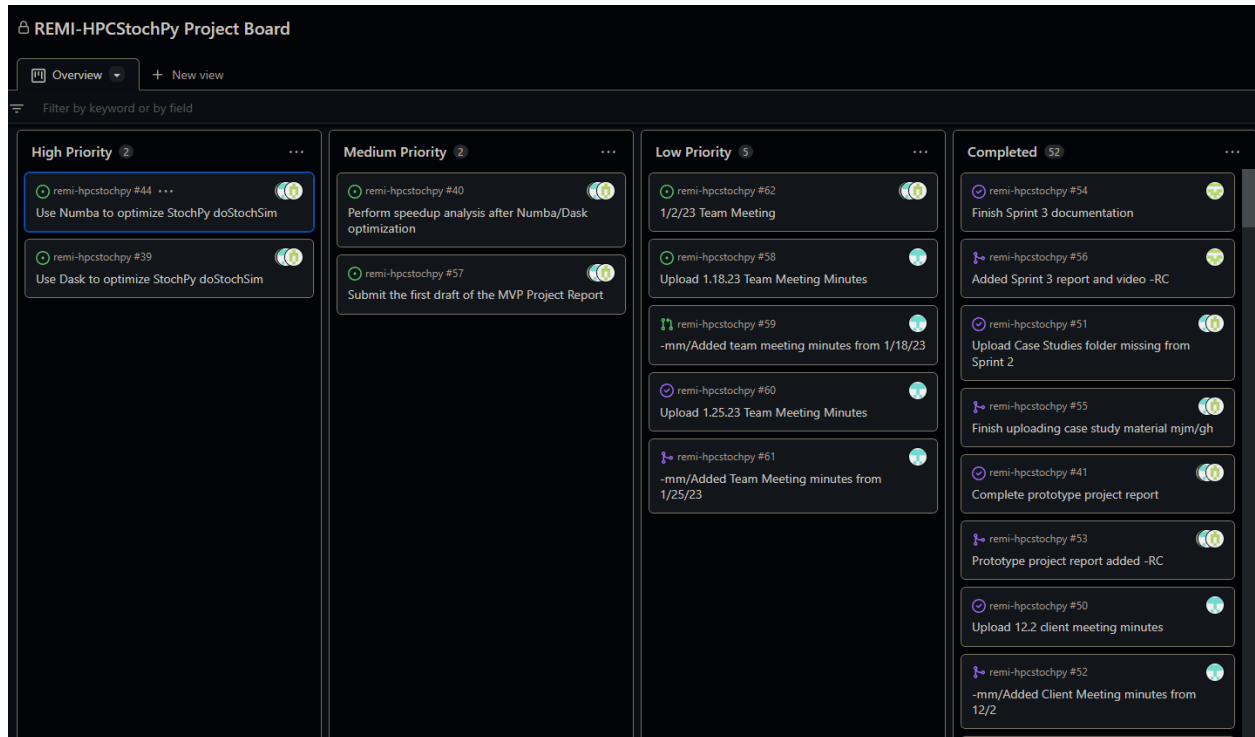 REMI-HPCStochPy Project Board
Overview
+ New view
Filter by keyword or by field
High Priority 2 ...
remi-hpcstochpy #44 ...
Use Numba to optimize StochPy doStochSim
remi-hpcstochpy #39
Use Dask to optimize StochPy doStochSim
Medium Priority 2 ...
remi-hpcstochpy #40
Perform speedup analysis after Numba/Dask
optimization
remi-hpcstochpy #57
Submit the first draft of the MVP Project Report
Low Priority 5 ...
remi-hpcstochpy #62
1/2/23 Team Meeting
remi-hpcstochpy #58
Upload 1.18.23 Team Meeting Minutes
remi-hpcstochpy #59
-mm/Added team meeting minutes from 1/18/23
remi-hpcstochpy #60
Upload 1.25.23 Team Meeting Minutes
remi-hpcstochpy #61
-mm/Added Team Meeting minutes from
1/25/23
Completed 52 ...
remi-hpcstochpy #54
Finish Sprint 3 documentation
remi-hpcstochpy #56
Added Sprint 3 report and video -RC
remi-hpcstochpy #51
Upload Case Studies folder missing from
Sprint 2
remi-hpcstochpy #55
Finish uploading case study material mjm/gh
remi-hpcstochpy #41
Complete prototype project report
remi-hpcstochpy #53
Prototype project report added -RC
remi-hpcstochpy #50
Upload 12.2 client meeting minutes
remi-hpcstochpy #52
-mm/Added Client Meeting minutes from
12/2